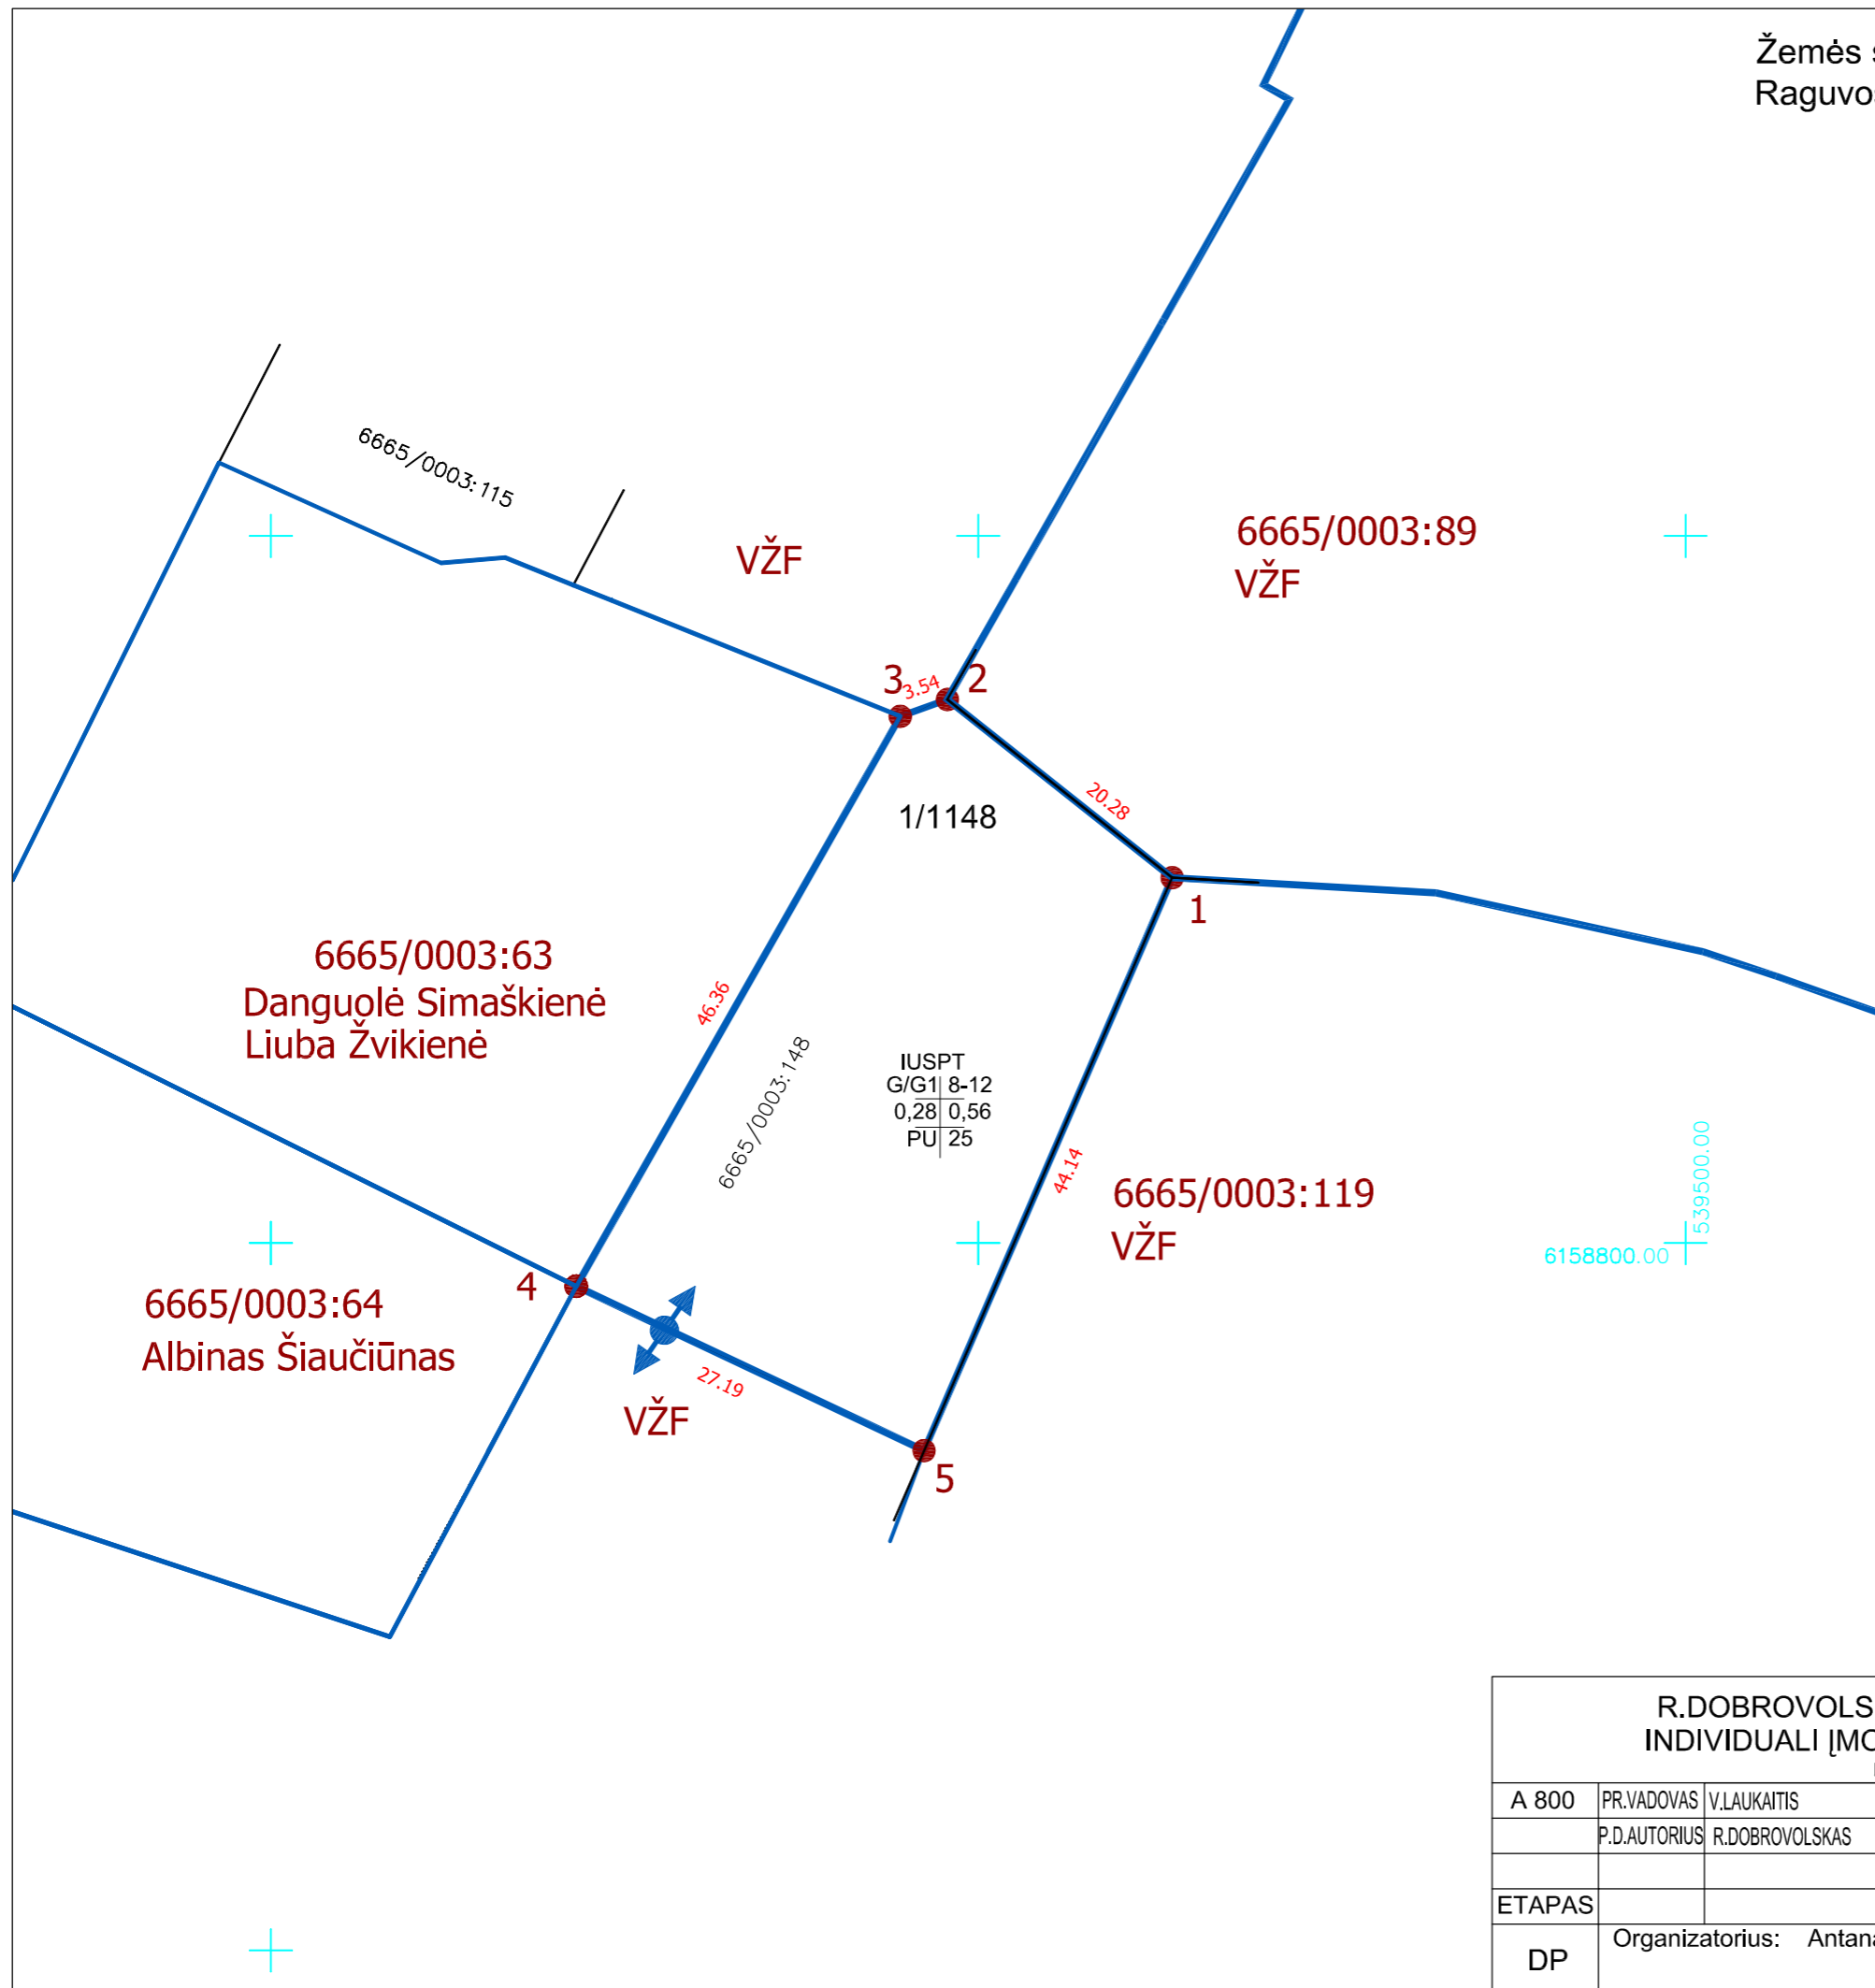 Žemės
Raguvo
6665/0003:115
VŽF
6665/0003:89
VŽF
3
3.54
2
20.28
1/1148
1
6665/0003:63
Danguolė Simaškienė
Liuba Žvikienė
46.36
6665/0003:148
IUSPT
G/G1 8-12
0,28 0,56
PU 25
44.14
6665/0003:119
VŽF
539500.00
6158800.00
4
6665/0003:64
Albinas Šiaučiūnas
27.19
VŽF
5
R.DOBROVOLS
INDIVIDUALI ĮMO
A 800 PR.VADOVAS V.LAUKAITIS
P.D.AUTORIUS R.DOBROVOLSKAS
ETAPAS
DP Organizatorius: Antana